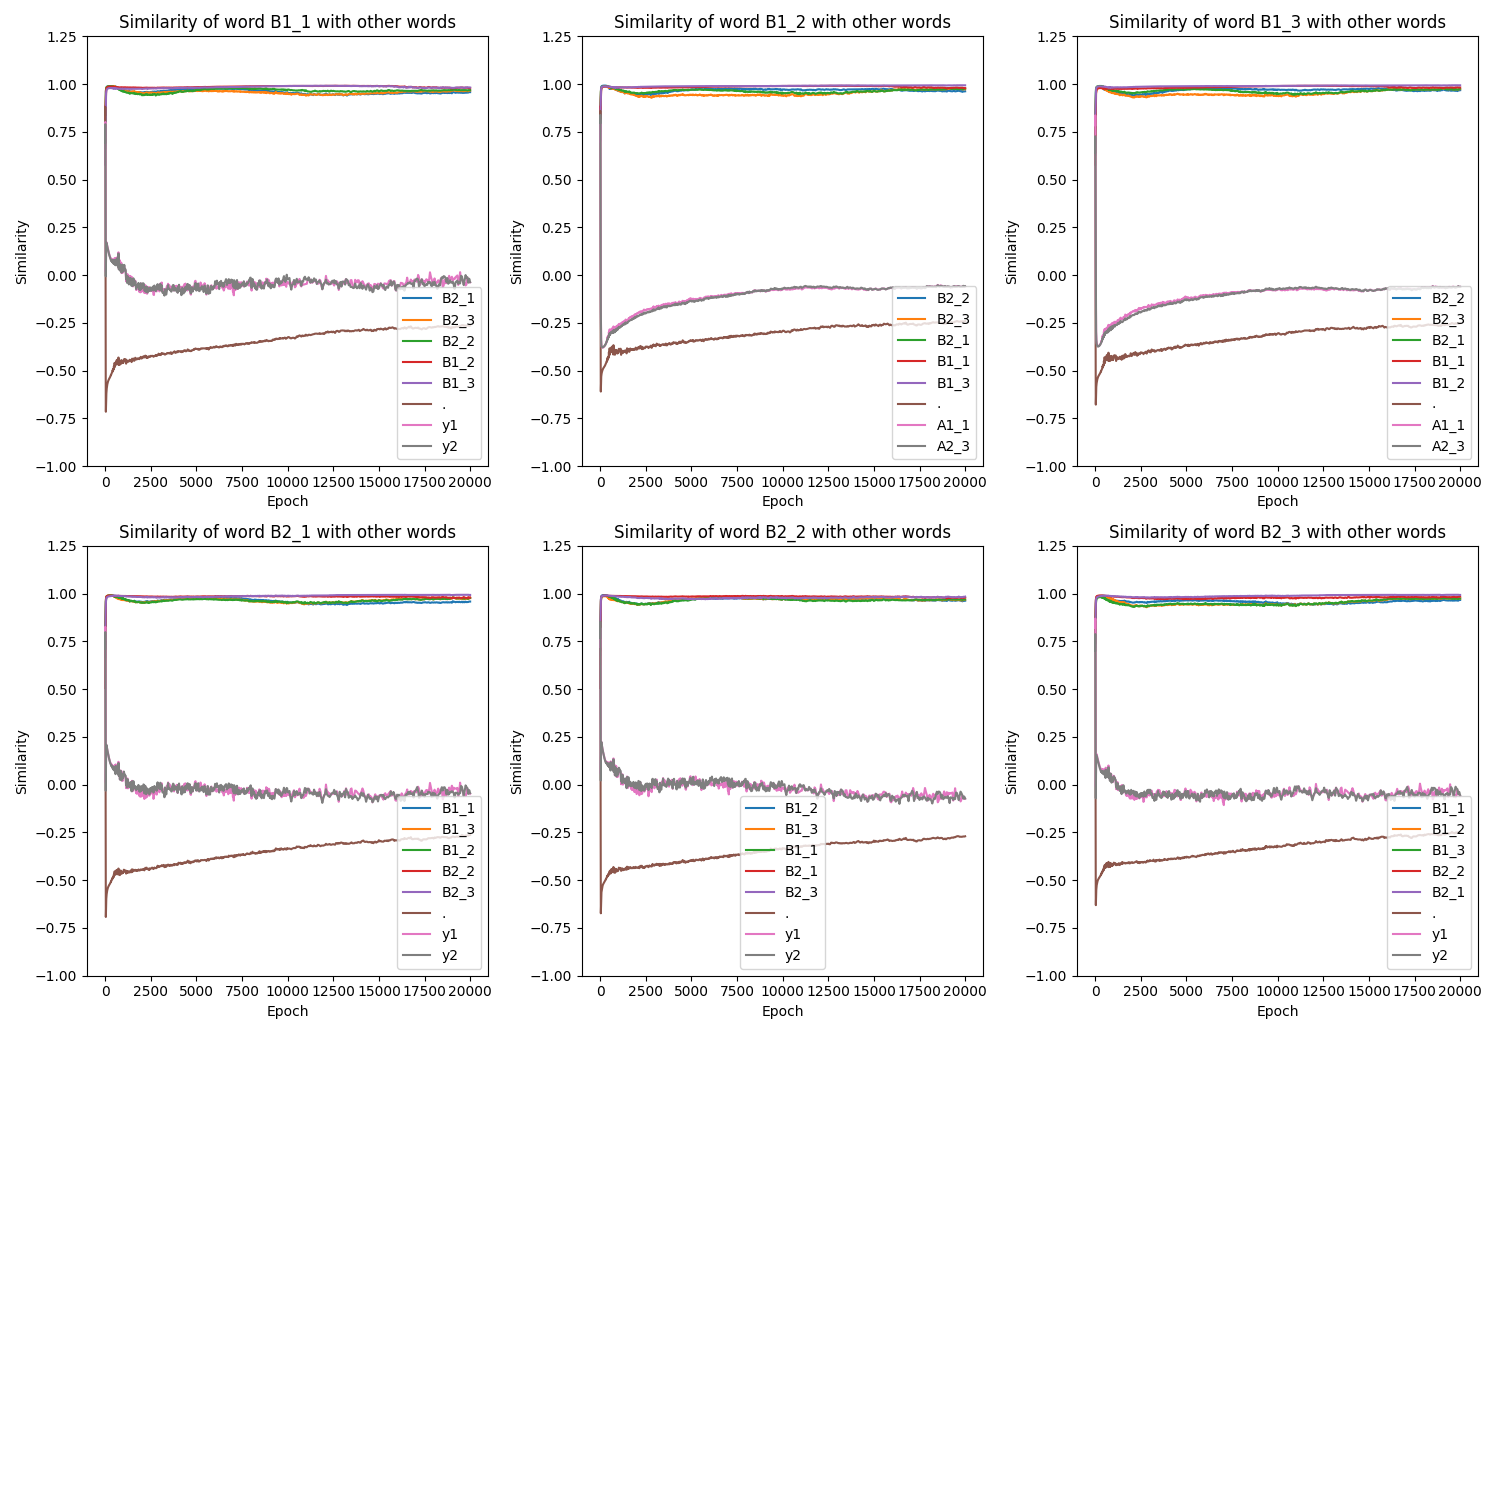 Similarity of word B1_1 with other words
1.25
1.00
0.75
0.50
0.25
0.00
−0.25
−0.50
−0.75
−1.00
Similarity
0 2500 5000 7500 10000 12500 15000 17500 20000
Epoch
B2_1
B2_3
B2_2
B1_2
B1_3
.
y1
y2
Similarity of word B1_2 with other words
1.25
1.00
0.75
0.50
0.25
0.00
−0.25
−0.50
−0.75
−1.00
Similarity
0 2500 5000 7500 10000 12500 15000 17500 20000
Epoch
B2_2
B2_3
B2_1
B1_1
B1_3
.
A1_1
A2_3
Similarity of word B1_3 with other words
1.25
1.00
0.75
0.50
0.25
0.00
−0.25
−0.50
−0.75
−1.00
Similarity
0 2500 5000 7500 10000 12500 15000 17500 20000
Epoch
B2_2
B2_3
B2_1
B1_1
B1_2
.
A1_1
A2_3
Similarity of word B2_1 with other words
1.25
1.00
0.75
0.50
0.25
0.00
−0.25
−0.50
−0.75
−1.00
Similarity
0 2500 5000 7500 10000 12500 15000 17500 20000
Epoch
B1_1
B1_3
B1_2
B2_2
B2_3
.
y1
y2
Similarity of word B2_2 with other words
1.25
1.00
0.75
0.50
0.25
0.00
−0.25
−0.50
−0.75
−1.00
Similarity
0 2500 5000 7500 10000 12500 15000 17500 20000
Epoch
B1_2
B1_3
B1_1
B2_1
B2_3
.
y1
y2
Similarity of word B2_3 with other words
1.25
1.00
0.75
0.50
0.25
0.00
−0.25
−0.50
−0.75
−1.00
Similarity
0 2500 5000 7500 10000 12500 15000 17500 20000
Epoch
B1_1
B1_2
B1_3
B2_2
B2_1
.
y1
y2